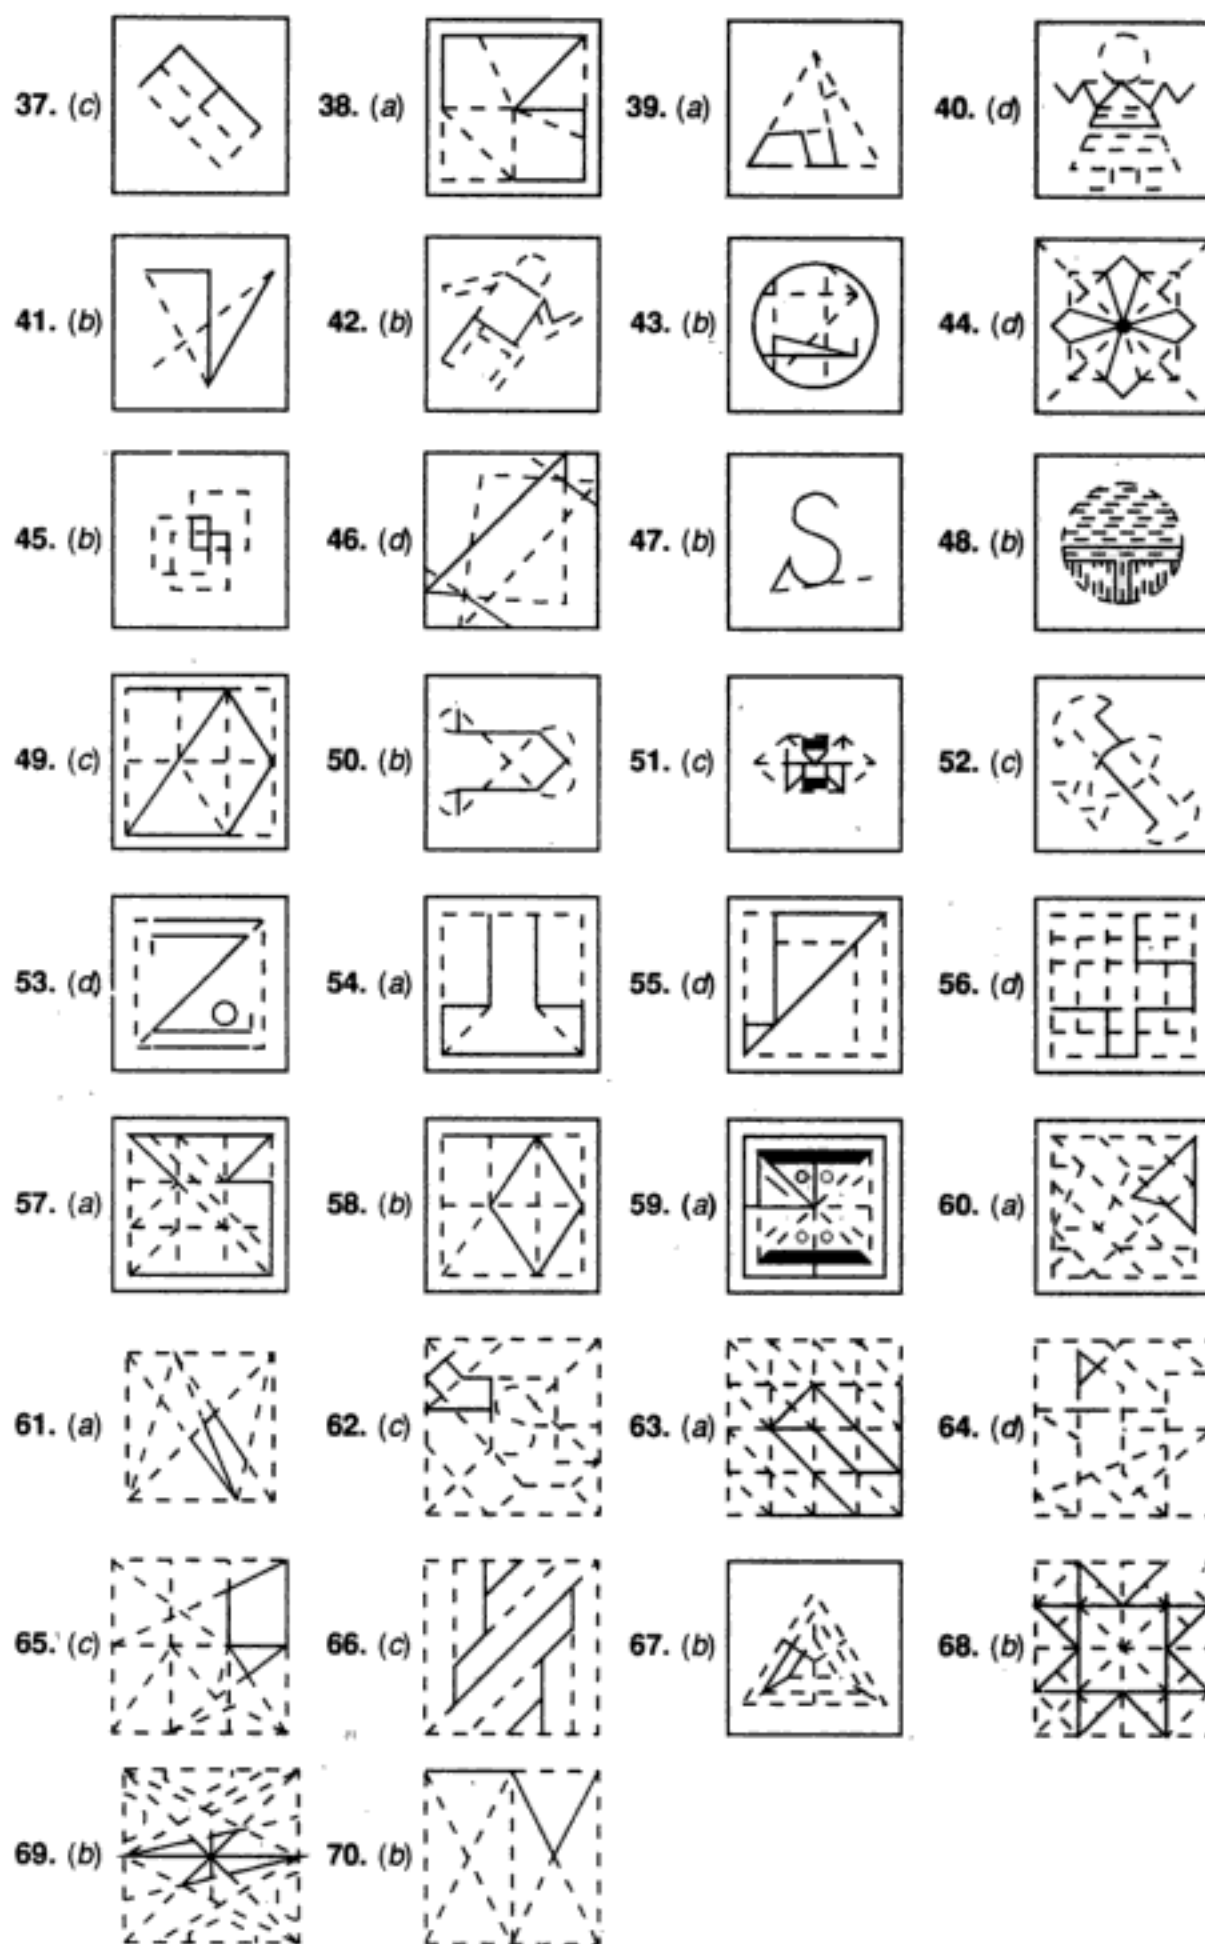 37. (c) 38. (a) 39. (a) 40. (d)
41. (b) 42. (b) 43. (b) 44. (d)
45. (b) 46. (d) 47. (b) 48. (b)
49. (c) 50. (b) 51. (c) 52. (c)
53. (d) 54. (a) 55. (d) 56. (d)
57. (a) 58. (b) 59. (a) 60. (a)
61. (a) 62. (c) 63. (a) 64. (d)
65. (c) 66. (c) 67. (b) 68. (b)
69. (b) 70. (b)